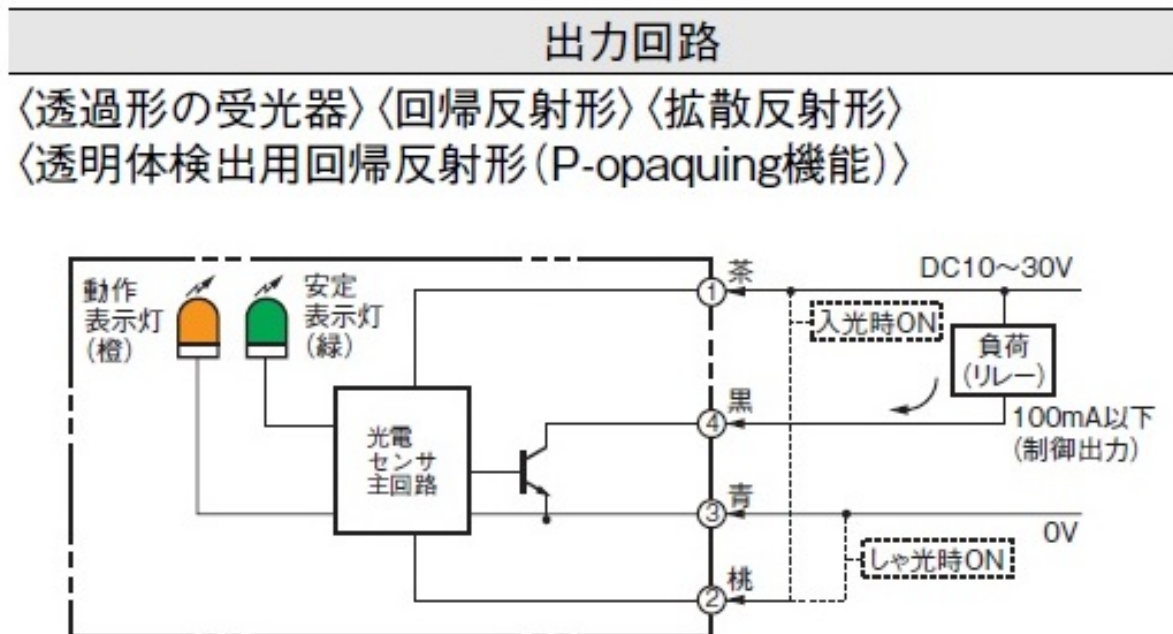 出力回路
〈透過形の受光器〉〈回帰反射形〉〈拡散反射形〉
〈透明体検出用回帰反射形(P-opaquing機能)〉
動作
表示灯
(橙)
安定
表示灯
(緑)
光電
センサ
主回路
1
茶
DC10～30V
入光時ON
負荷
(リレー)
4
黒
100mA以下
(制御出力)
3
青
0V
しゃ光時ON
2
桃